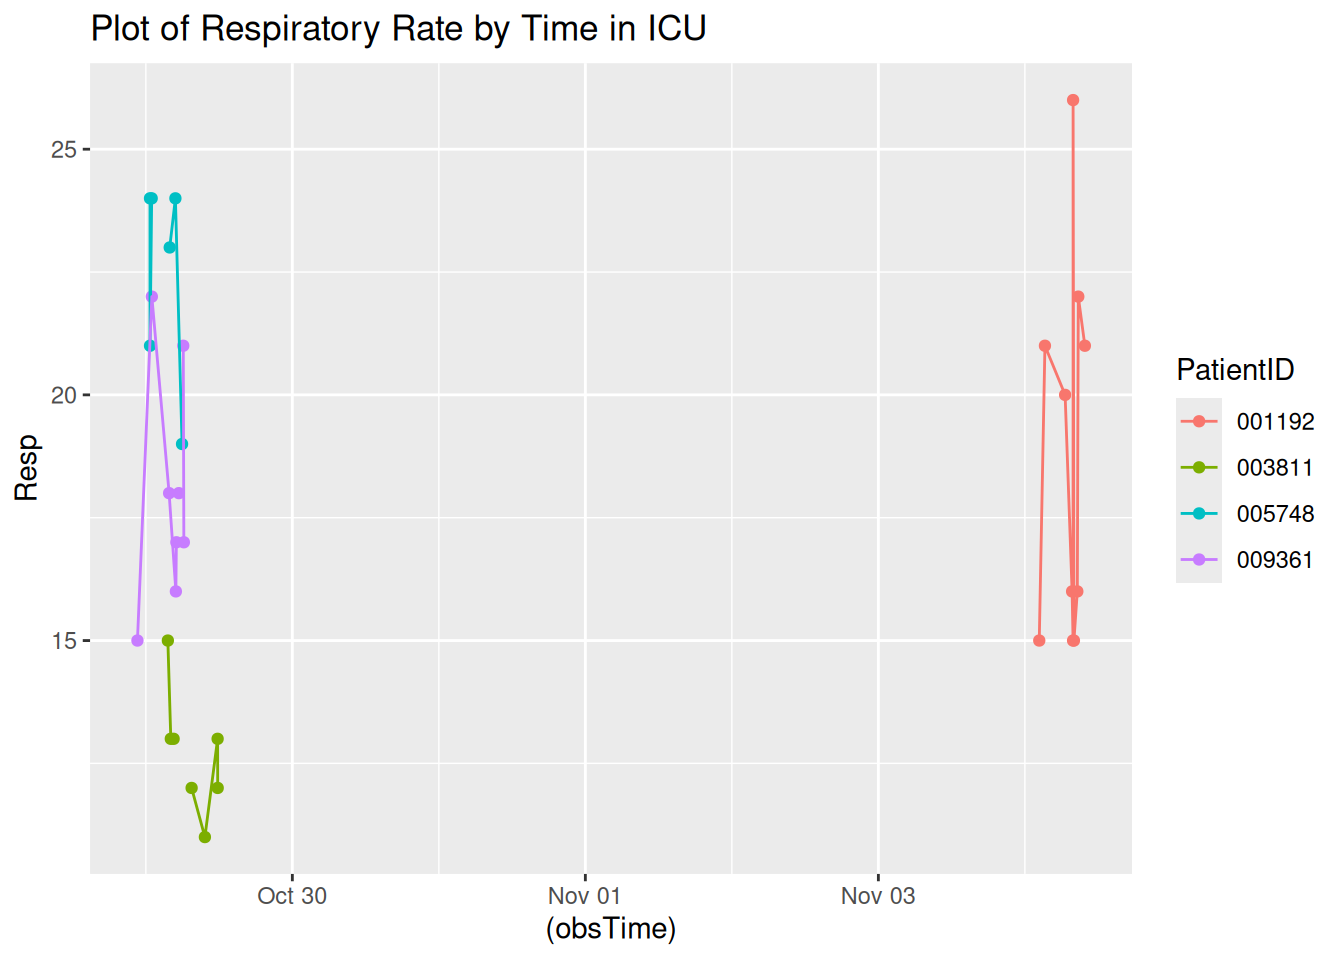 Plot of Respiratory Rate by Time in ICU
Resp
25
20
15
Oct 30
Nov 01
Nov 03
(obsTime)
PatientID
001192
003811
005748
009361